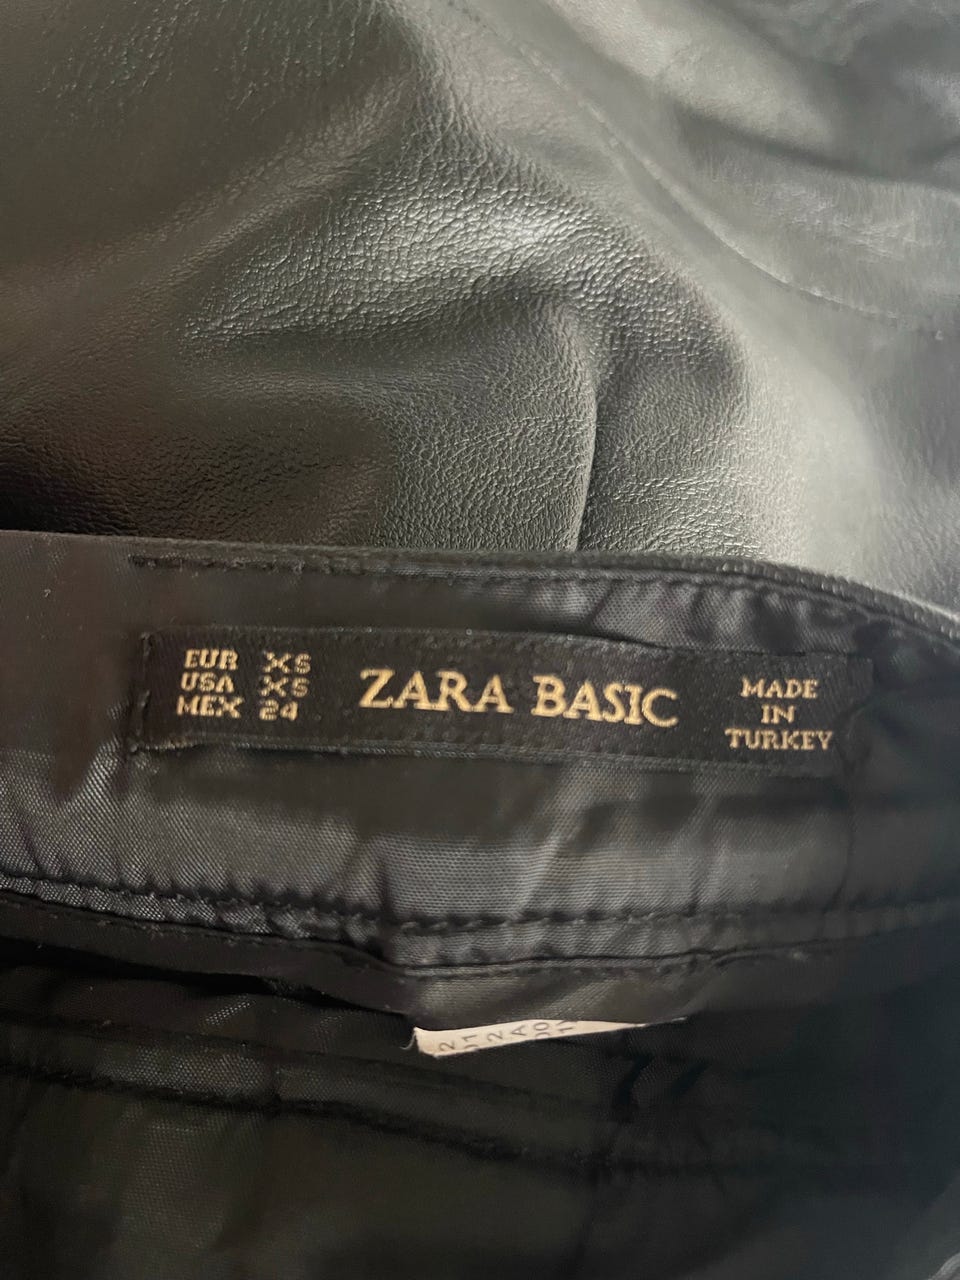 EUR XS
USA XS
MEX 24
ZARA BASIC
MADE
IN
TURKEY